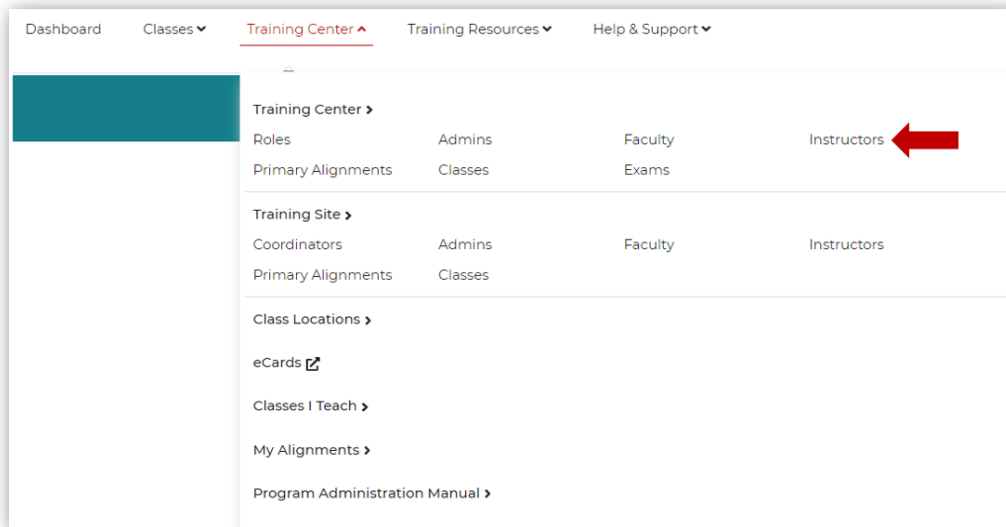 Dashboard Classes Training Center Training Resources Help & Support
Training Center
Roles Admins Faculty Instructors
Primary Alignments Classes Exams
Training Site
Coordinators Admins Faculty Instructors
Primary Alignments Classes
Class Locations
eCards
Classes I Teach
My Alignments
Program Administration Manual